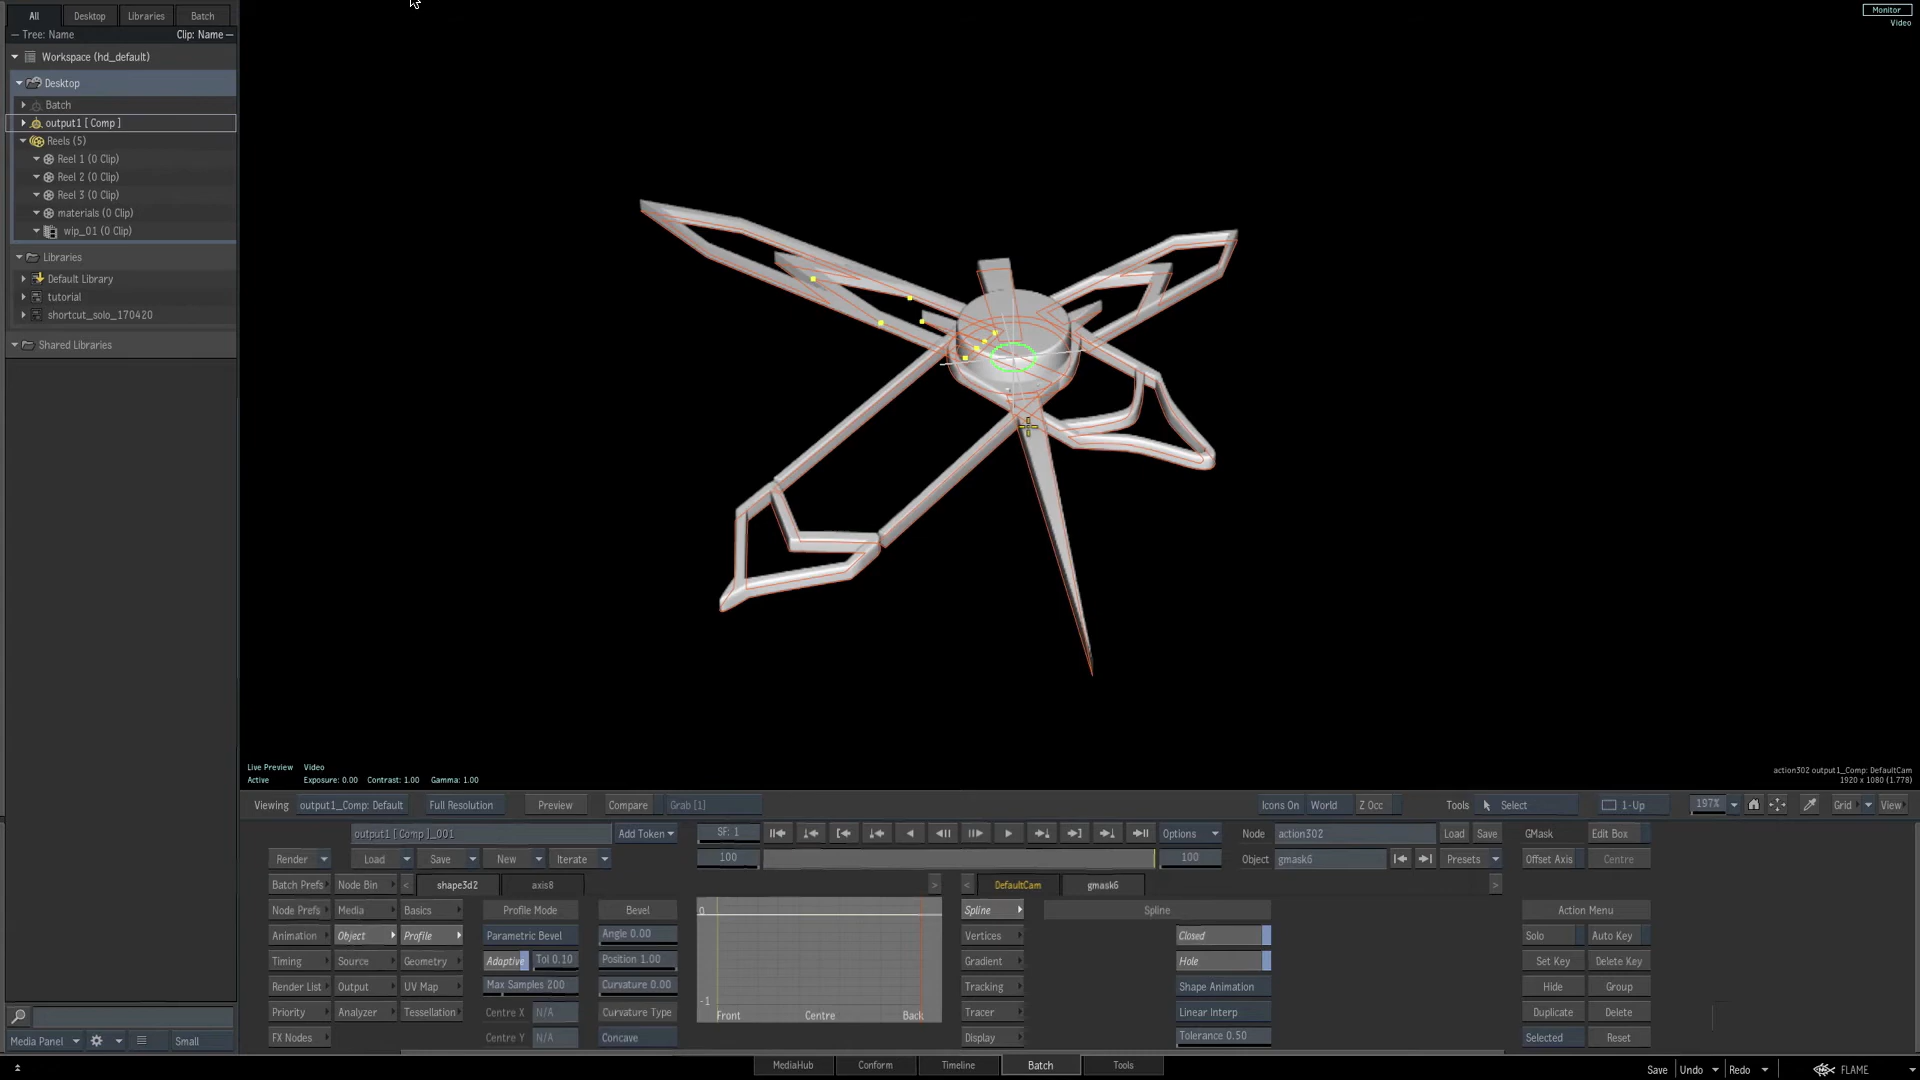 All Desktop Libraries Batch
Tree: Name Clip: Name
Workspace (hd_default)
Desktop
Batch
output1 [ Comp ]
Reels (5)
Reel 1 (0 Clip)
Reel 2 (0 Clip)
Reel 3 (0 Clip)
materials (0 Clip)
wip_01 (0 Clip)
Libraries
Default Library
tutorial
shortcut_solo_170420
Shared Libraries
Media Panel Small
Monitor
Video
Live Preview Video
Active Exposure: 0.00 Contrast: 1.00 Gamma: 1.00
action302 output1_Comp: DefaultCam
1920 x 1080 (1.778)
Viewing output1_Comp: Default Full Resolution Preview Compare Grab [1] Icons On World Z Occ Tools Select 1-Up 197% Grid View
output1 [ Comp ]_001 Add Token SF: 1 Options Node action302 Load Save GMask Edit Box
Render Load Save New Iterate 100 100 Object gmask6 Presets Offset Axis Centre
Batch Prefs Node Bin < shape3d2 axis8 > < DefaultCam gmask6 >
Node Prefs Media Basics Profile Mode Bevel 0 Spline Spline Action Menu
Animation Object Profile Parametric Bevel Angle 0.00 Vertices Closed Solo Auto Key
Timing Source Geometry Adaptive Tol 0.10 Position 1.00 Gradient Hole Set Key Delete Key
Render List Output UV Map Max Samples 200 Curvature 0.00 -1 Tracking Shape Animation Hide Group
Priority Analyzer Tessellation Centre X N/A Curvature Type Front Centre Back Tracer Linear Interp Duplicate Delete
FX Nodes Centre Y N/A Concave Display Tolerance 0.50 Selected Reset
MediaHub Conform Timeline Batch Tools
Save Undo Redo FLAME